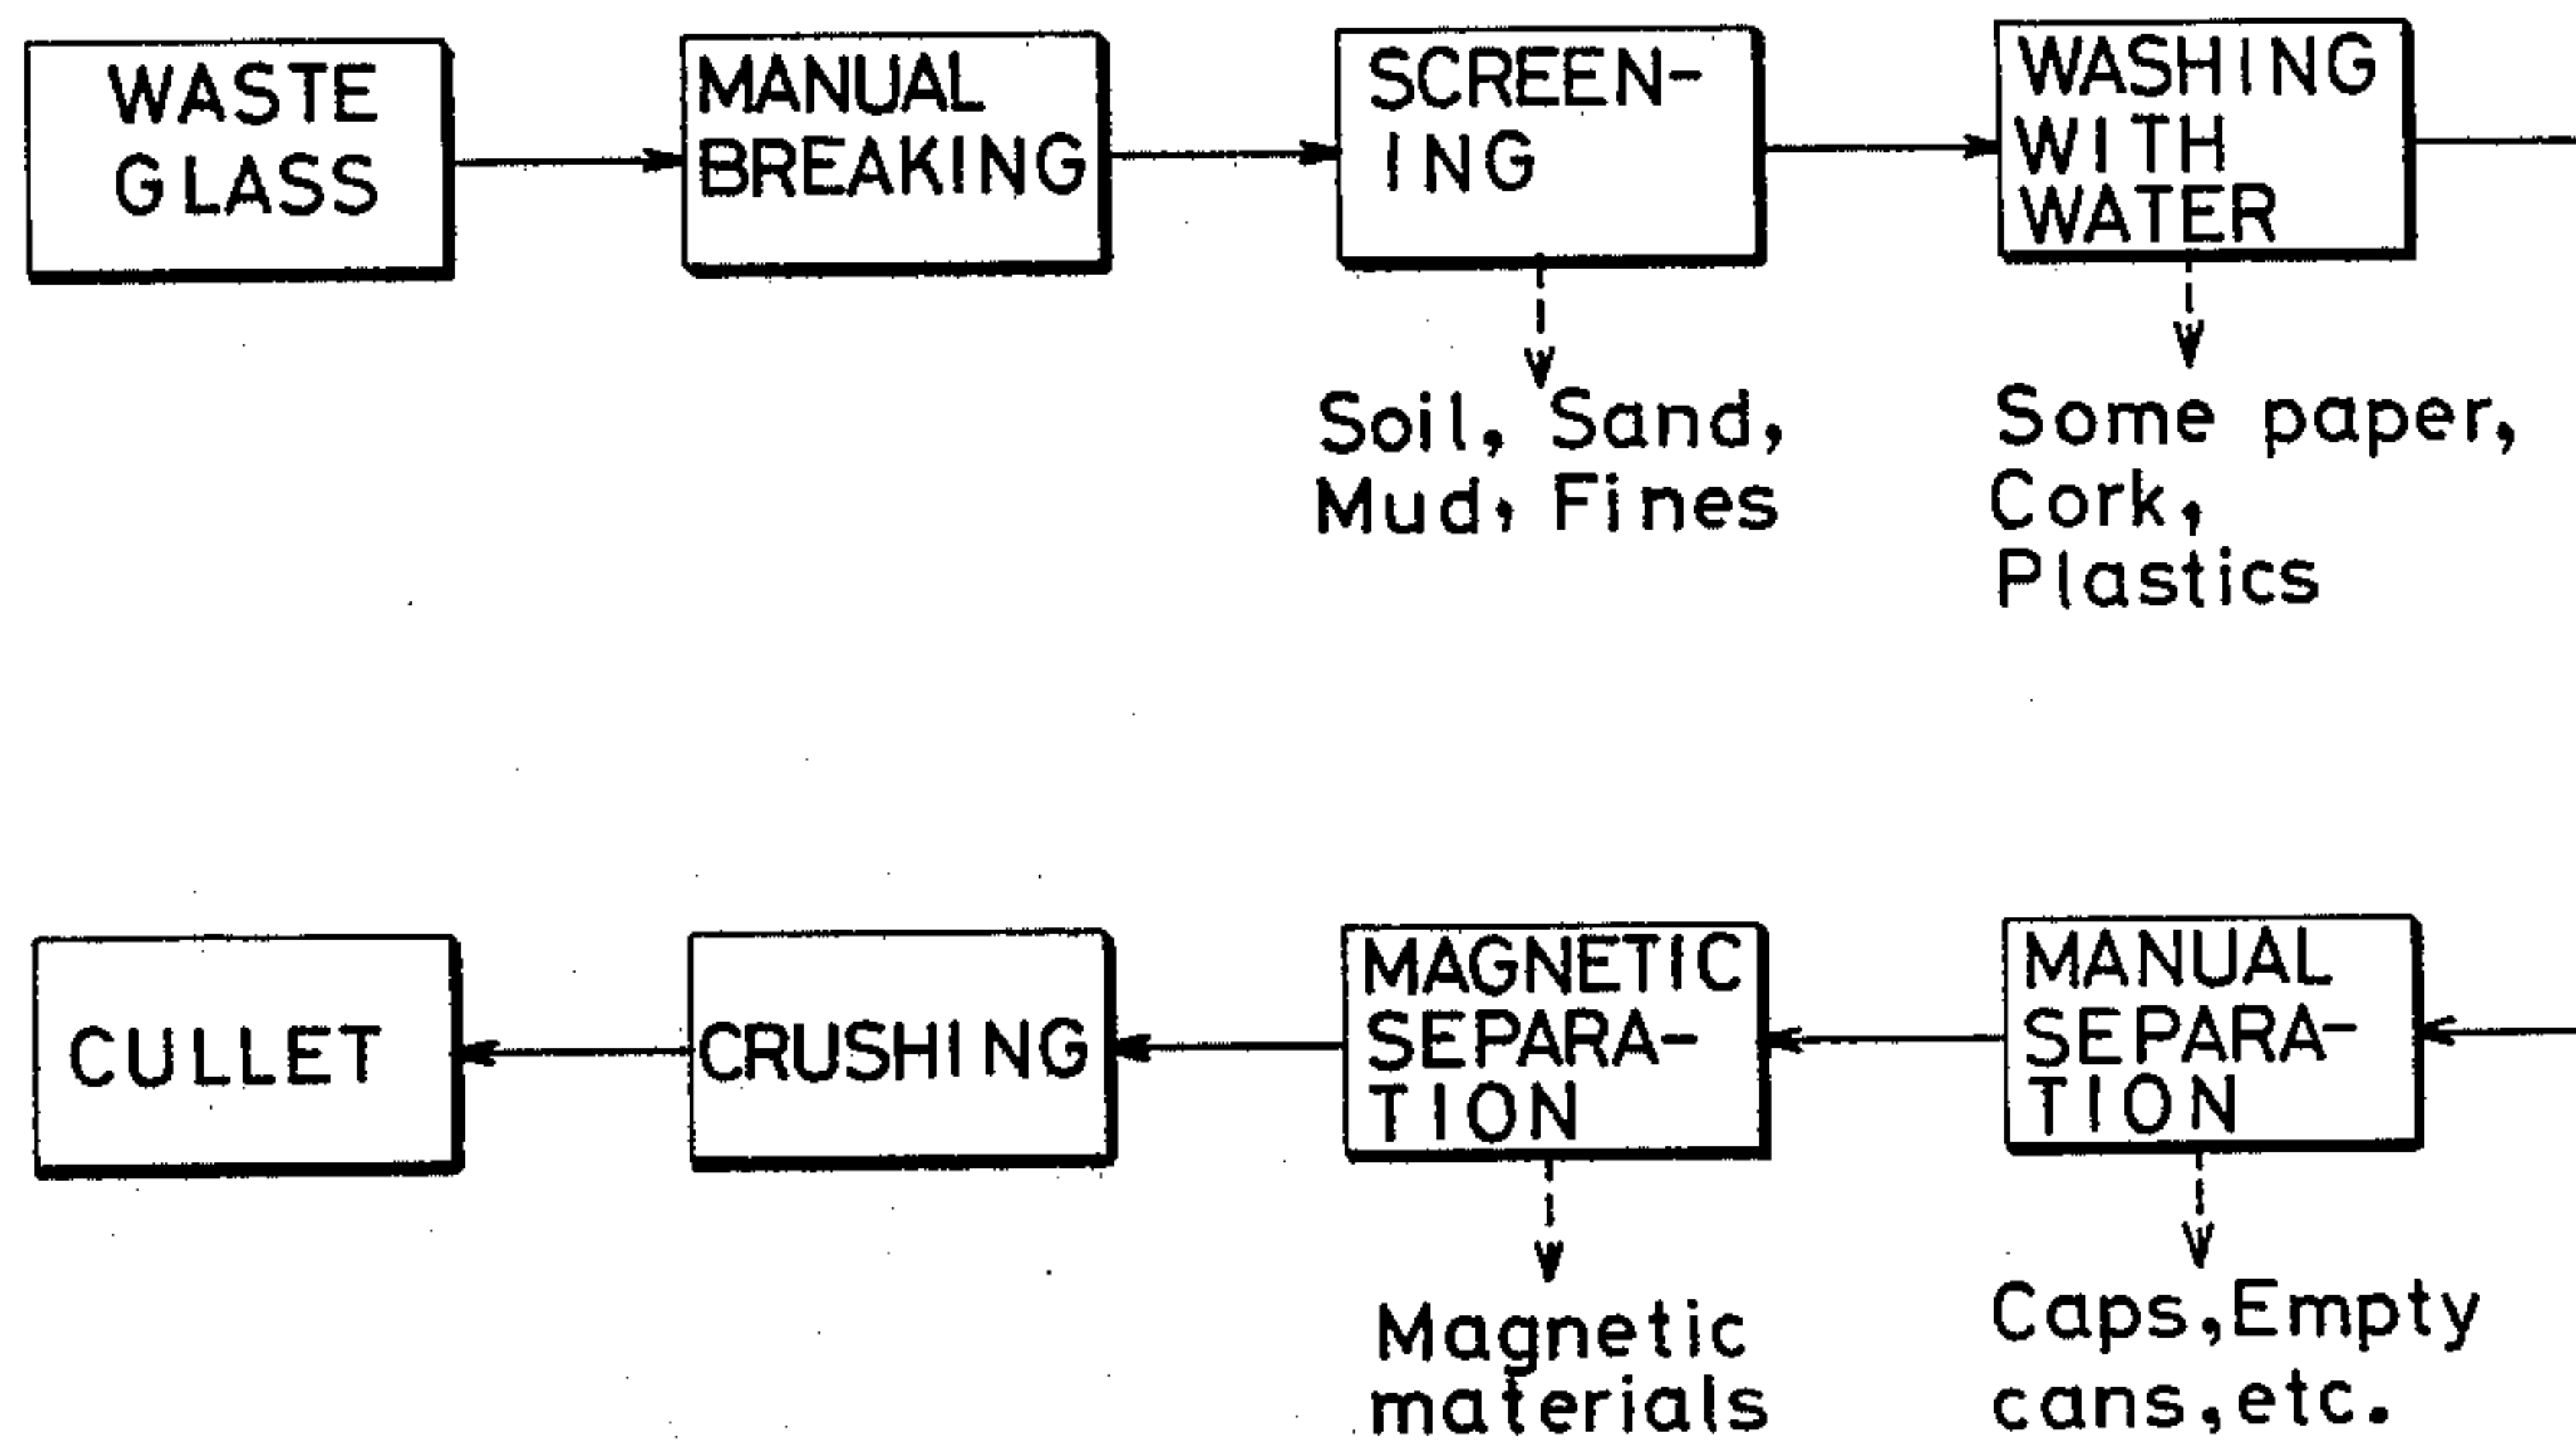 WASTE
GLASS
MANUAL
BREAKING
SCREEN-
ING
WASHING
WITH
WATER
Soil, Sand,
Mud, Fines
Some paper,
Cork,
Plastics
CULLET
CRUSHING
MAGNETIC
SEPARA-
TION
MANUAL
SEPARA-
TION
Magnetic
materials
Caps, Empty
cans, etc.